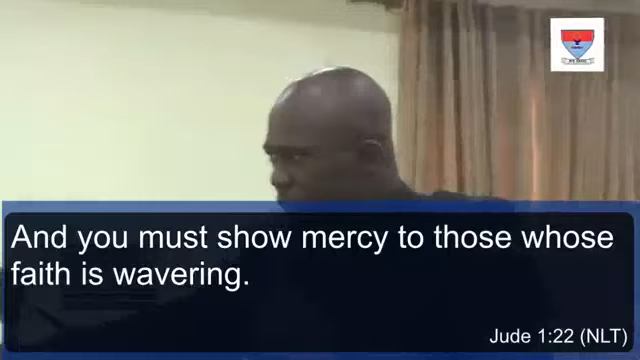 And you must show mercy to those whose
faith is wavering.
Jude 1:22 (NLT)